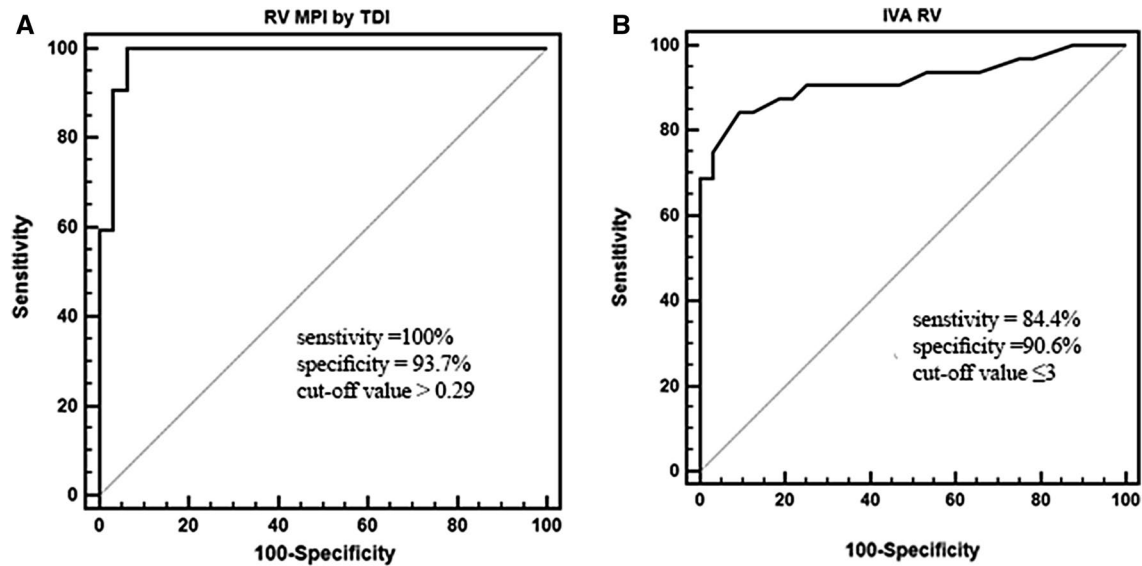 A
RV MPI by TDI
100
80
60
40
20
0
Sensitivity
senstivity =100%
specificity = 93.7%
cut-off value > 0.29
0 20 40 60 80 100
100-Specificity
B
IVA RV
100
80
60
40
20
0
Sensitivity
senstivity = 84.4%
specificity =90.6%
cut-off value ≤3
0 20 40 60 80 100
100-Specificity